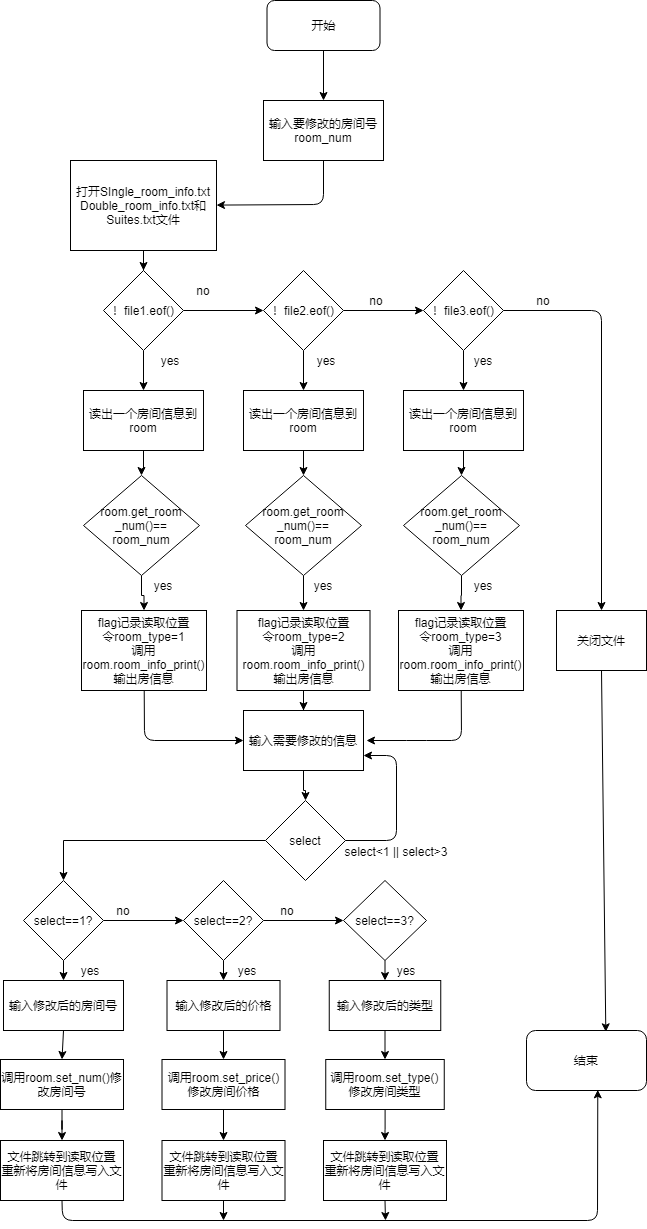 开始
输入要修改的房间号
room_num
打开SIngle_room_info.txt
Double_room_info.txt和
Suites.txt文件
！file1.eof()
no
！file2.eof()
no
！file3.eof()
no
yes
yes
yes
读出一个房间信息到
room
读出一个房间信息到
room
读出一个房间信息到
room
room.get_room
_num()==
room_num
room.get_room
_num()==
room_num
room.get_room
_num()==
room_num
yes
yes
yes
flag记录读取位置
令room_type=1
调用
room.room_info_print()
输出房信息
flag记录读取位置
令room_type=2
调用
room.room_info_print()
输出房信息
flag记录读取位置
令room_type=3
调用
room.room_info_print()
输出房信息
关闭文件
输入需要修改的信息
select
select<1 || select>3
select==1?
no
select==2?
no
select==3?
yes
yes
yes
输入修改后的房间号
输入修改后的价格
输入修改后的类型
结束
调用room.set_num()修
改房间号
调用room.set_price()
修改房间价格
调用room.set_type()
修改房间类型
文件跳转到读取位置
重新将房间信息写入文
件
文件跳转到读取位置
重新将房间信息写入文
件
文件跳转到读取位置
重新将房间信息写入文
件